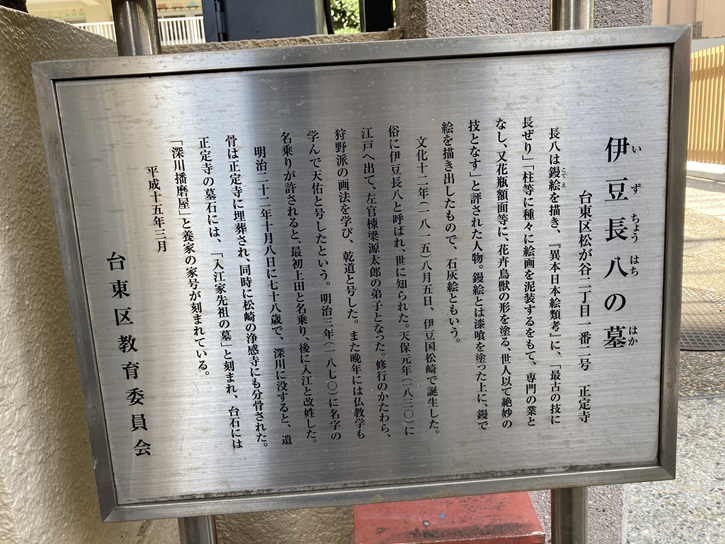 伊豆長八の墓
いずちょうはちはか
台東区松が谷二丁目一番二号　正定寺
長八は鏝絵を描き、『異本日本絵類考』に、「最古の技に
こてえ
長ぜり」「柱等に種々に絵画を泥装するをもて、専門の業と
なし、又花瓶額面等に、花卉鳥獣の形を塗る、世人以て絶妙の
技となす」と評された人物。鏝絵とは漆喰を塗った上に、鏝で
絵を描き出したもので、石灰絵ともいう。
文化十二年（一八一五）八月五日、伊豆国松崎で誕生した。
俗に伊豆長八と呼ばれ、世に知られた。天保元年（一八三〇）に
江戸へ出て、左官棟梁源太郎の弟子となった。修行のかたわら、
狩野派の画法を学び、乾道と号した。また晩年には仏教学も
学んで天佑と号したという。明治三年（一八七〇）に名字の
名乗りが許されると、最初上田と名乗り、後に入江と改姓した。
明治二十二年十月八日に七十八歳で、深川に没すると、遺
骨は正定寺に埋葬され、同時に松崎の浄感寺にも分骨された。
正定寺の墓石には、「入江家先祖の墓」と刻まれ、台石には
「深川播磨屋」と養家の家号が刻まれている。
平成十五年三月
台東区教育委員会